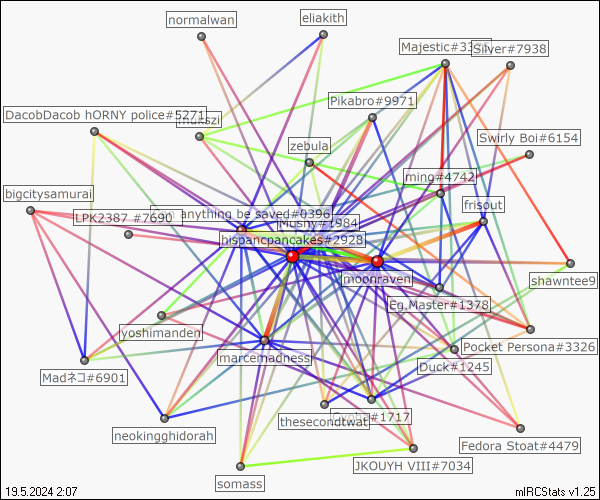 normalwan
eliakith
Majestic#33
Silver#7938
DacobDacob hORNY police#5271
Pikabro#9971
zebula
Swirly Boi#6154
ming#4742
bigcitysamurai
LPK2387 #7690
anything be saved#0396
frisout
Musny#1984
hispancpancakes#2928
moonraven
shawntee9
Eg.Master#1378
yoshimanden
Pocket Persona#3326
marcemadness
Duck#1245
Madネコ#6901
thesecondtwat
#1717
neokingghidorah
Fedora Stoat#4479
JKOUYH VIII#7034
somass
19.5.2024 2:07
mIRCStats v1.25